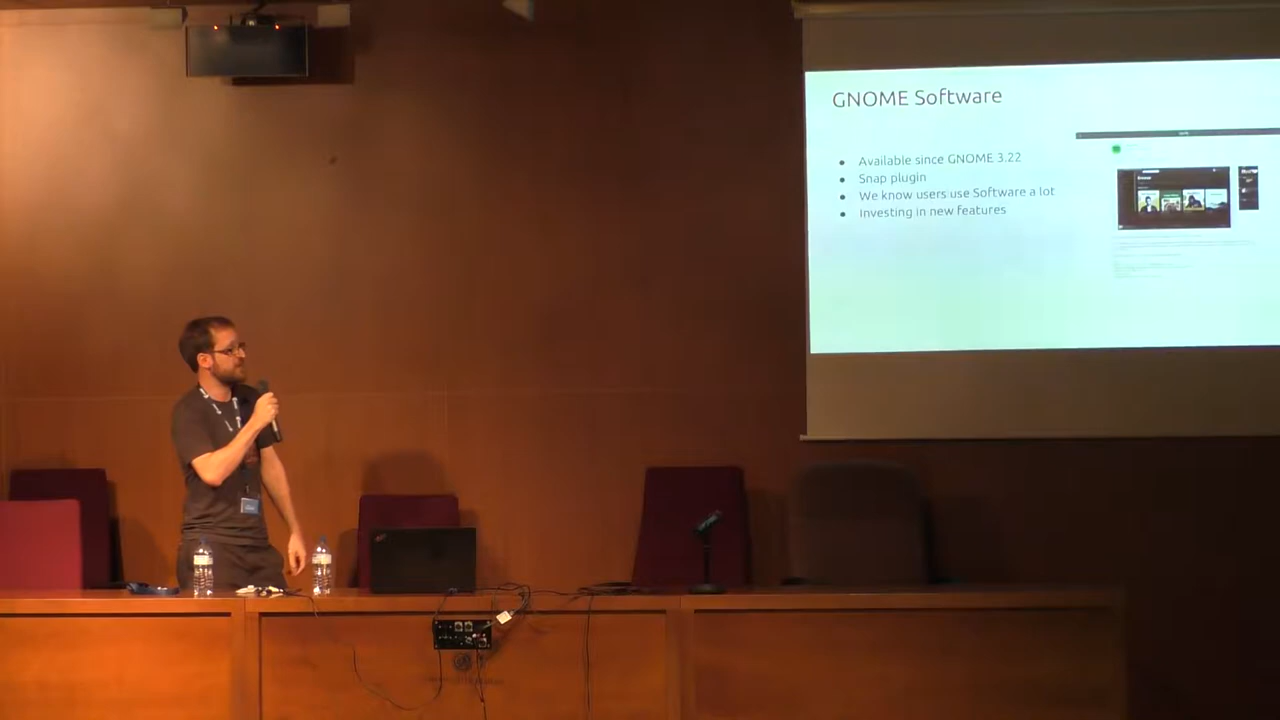 GNOME Software
Available since GNOME 3.22
Snap plugin
We know users use Software a lot
Investing in new features